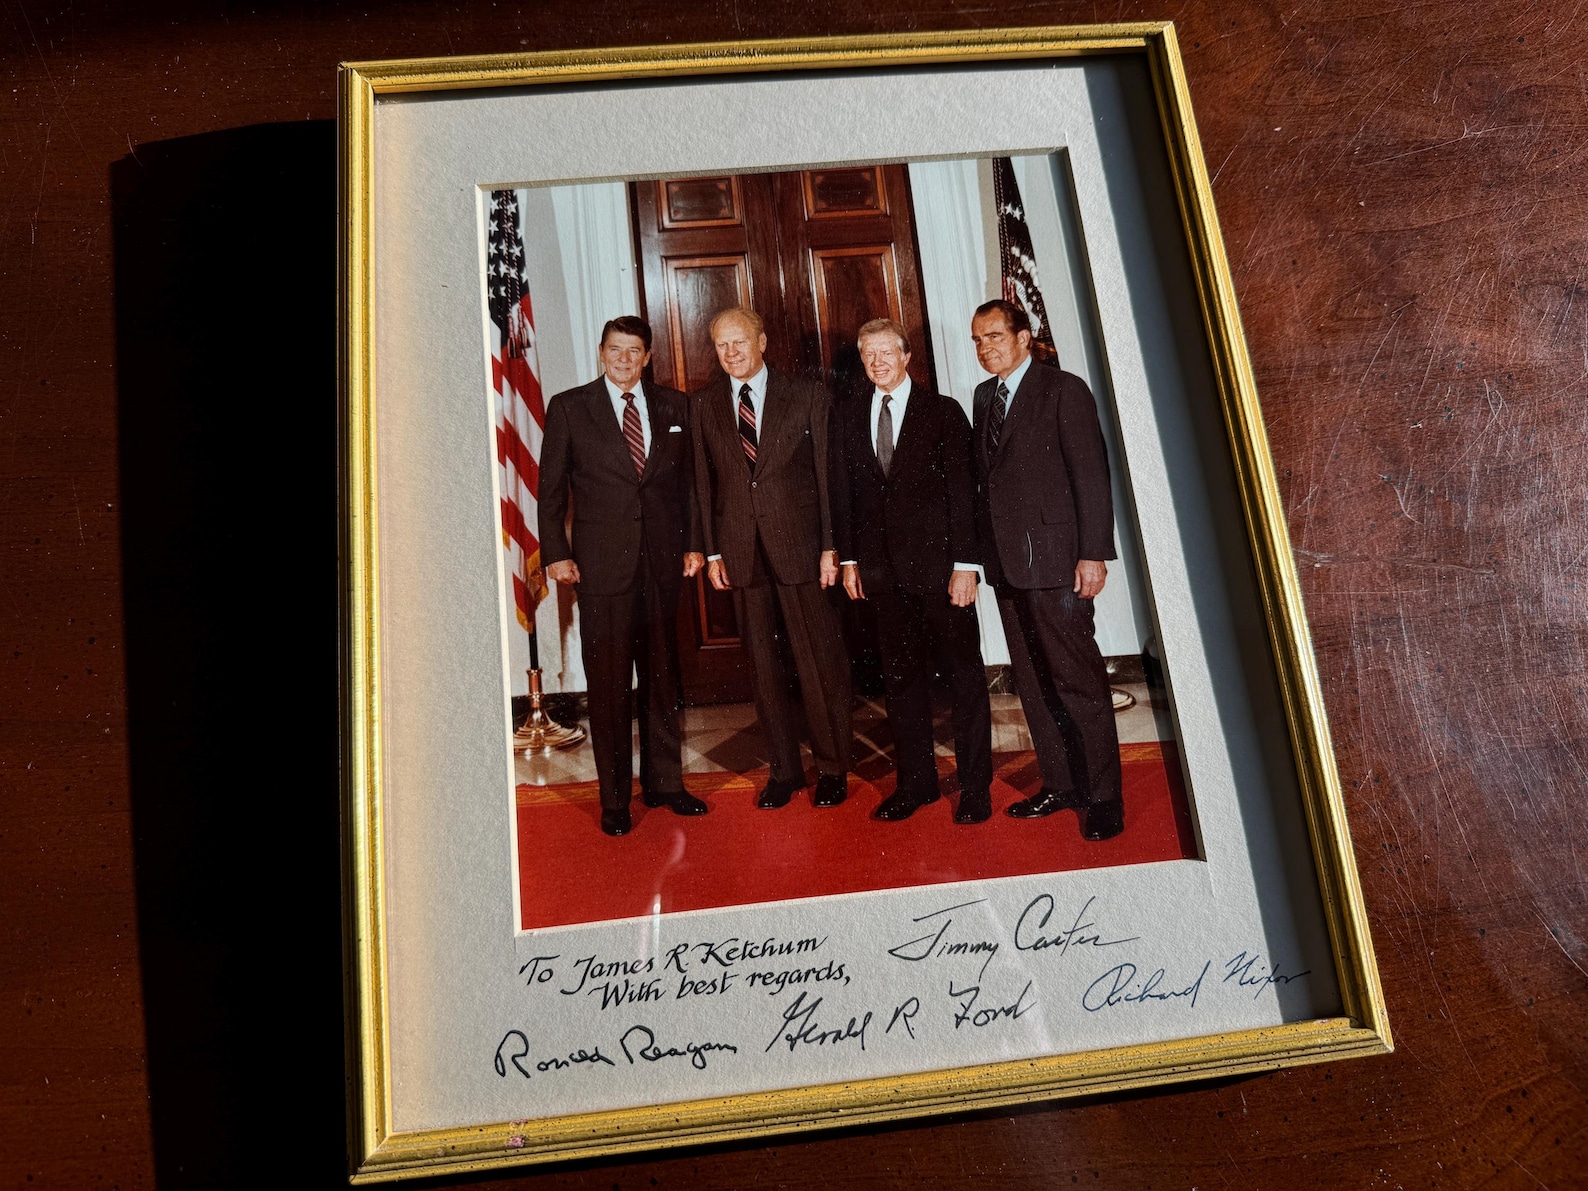 To James R Ketchum
With best regards,
Jimmy Carter
Richard Nixon
Ronald Reagan
Gerald R. Ford